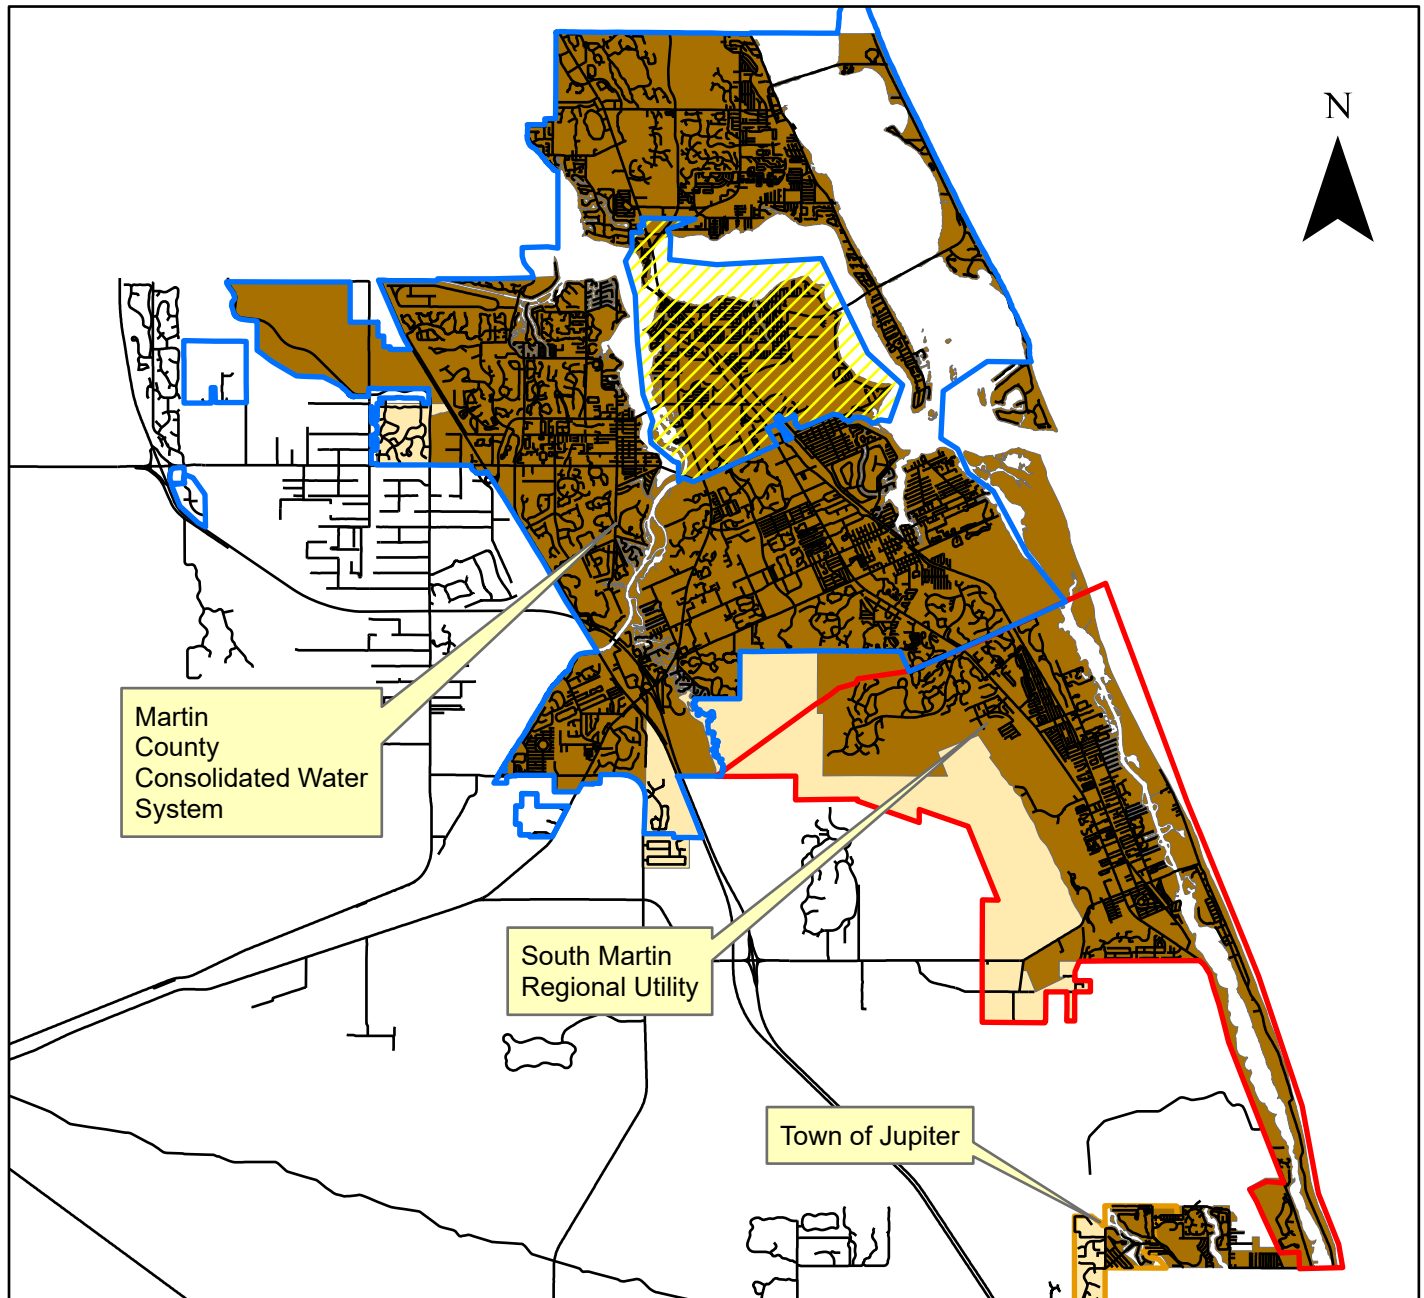 N
Martin
County
Consolidated Water
System
South Martin
Regional Utility
Town of Jupiter